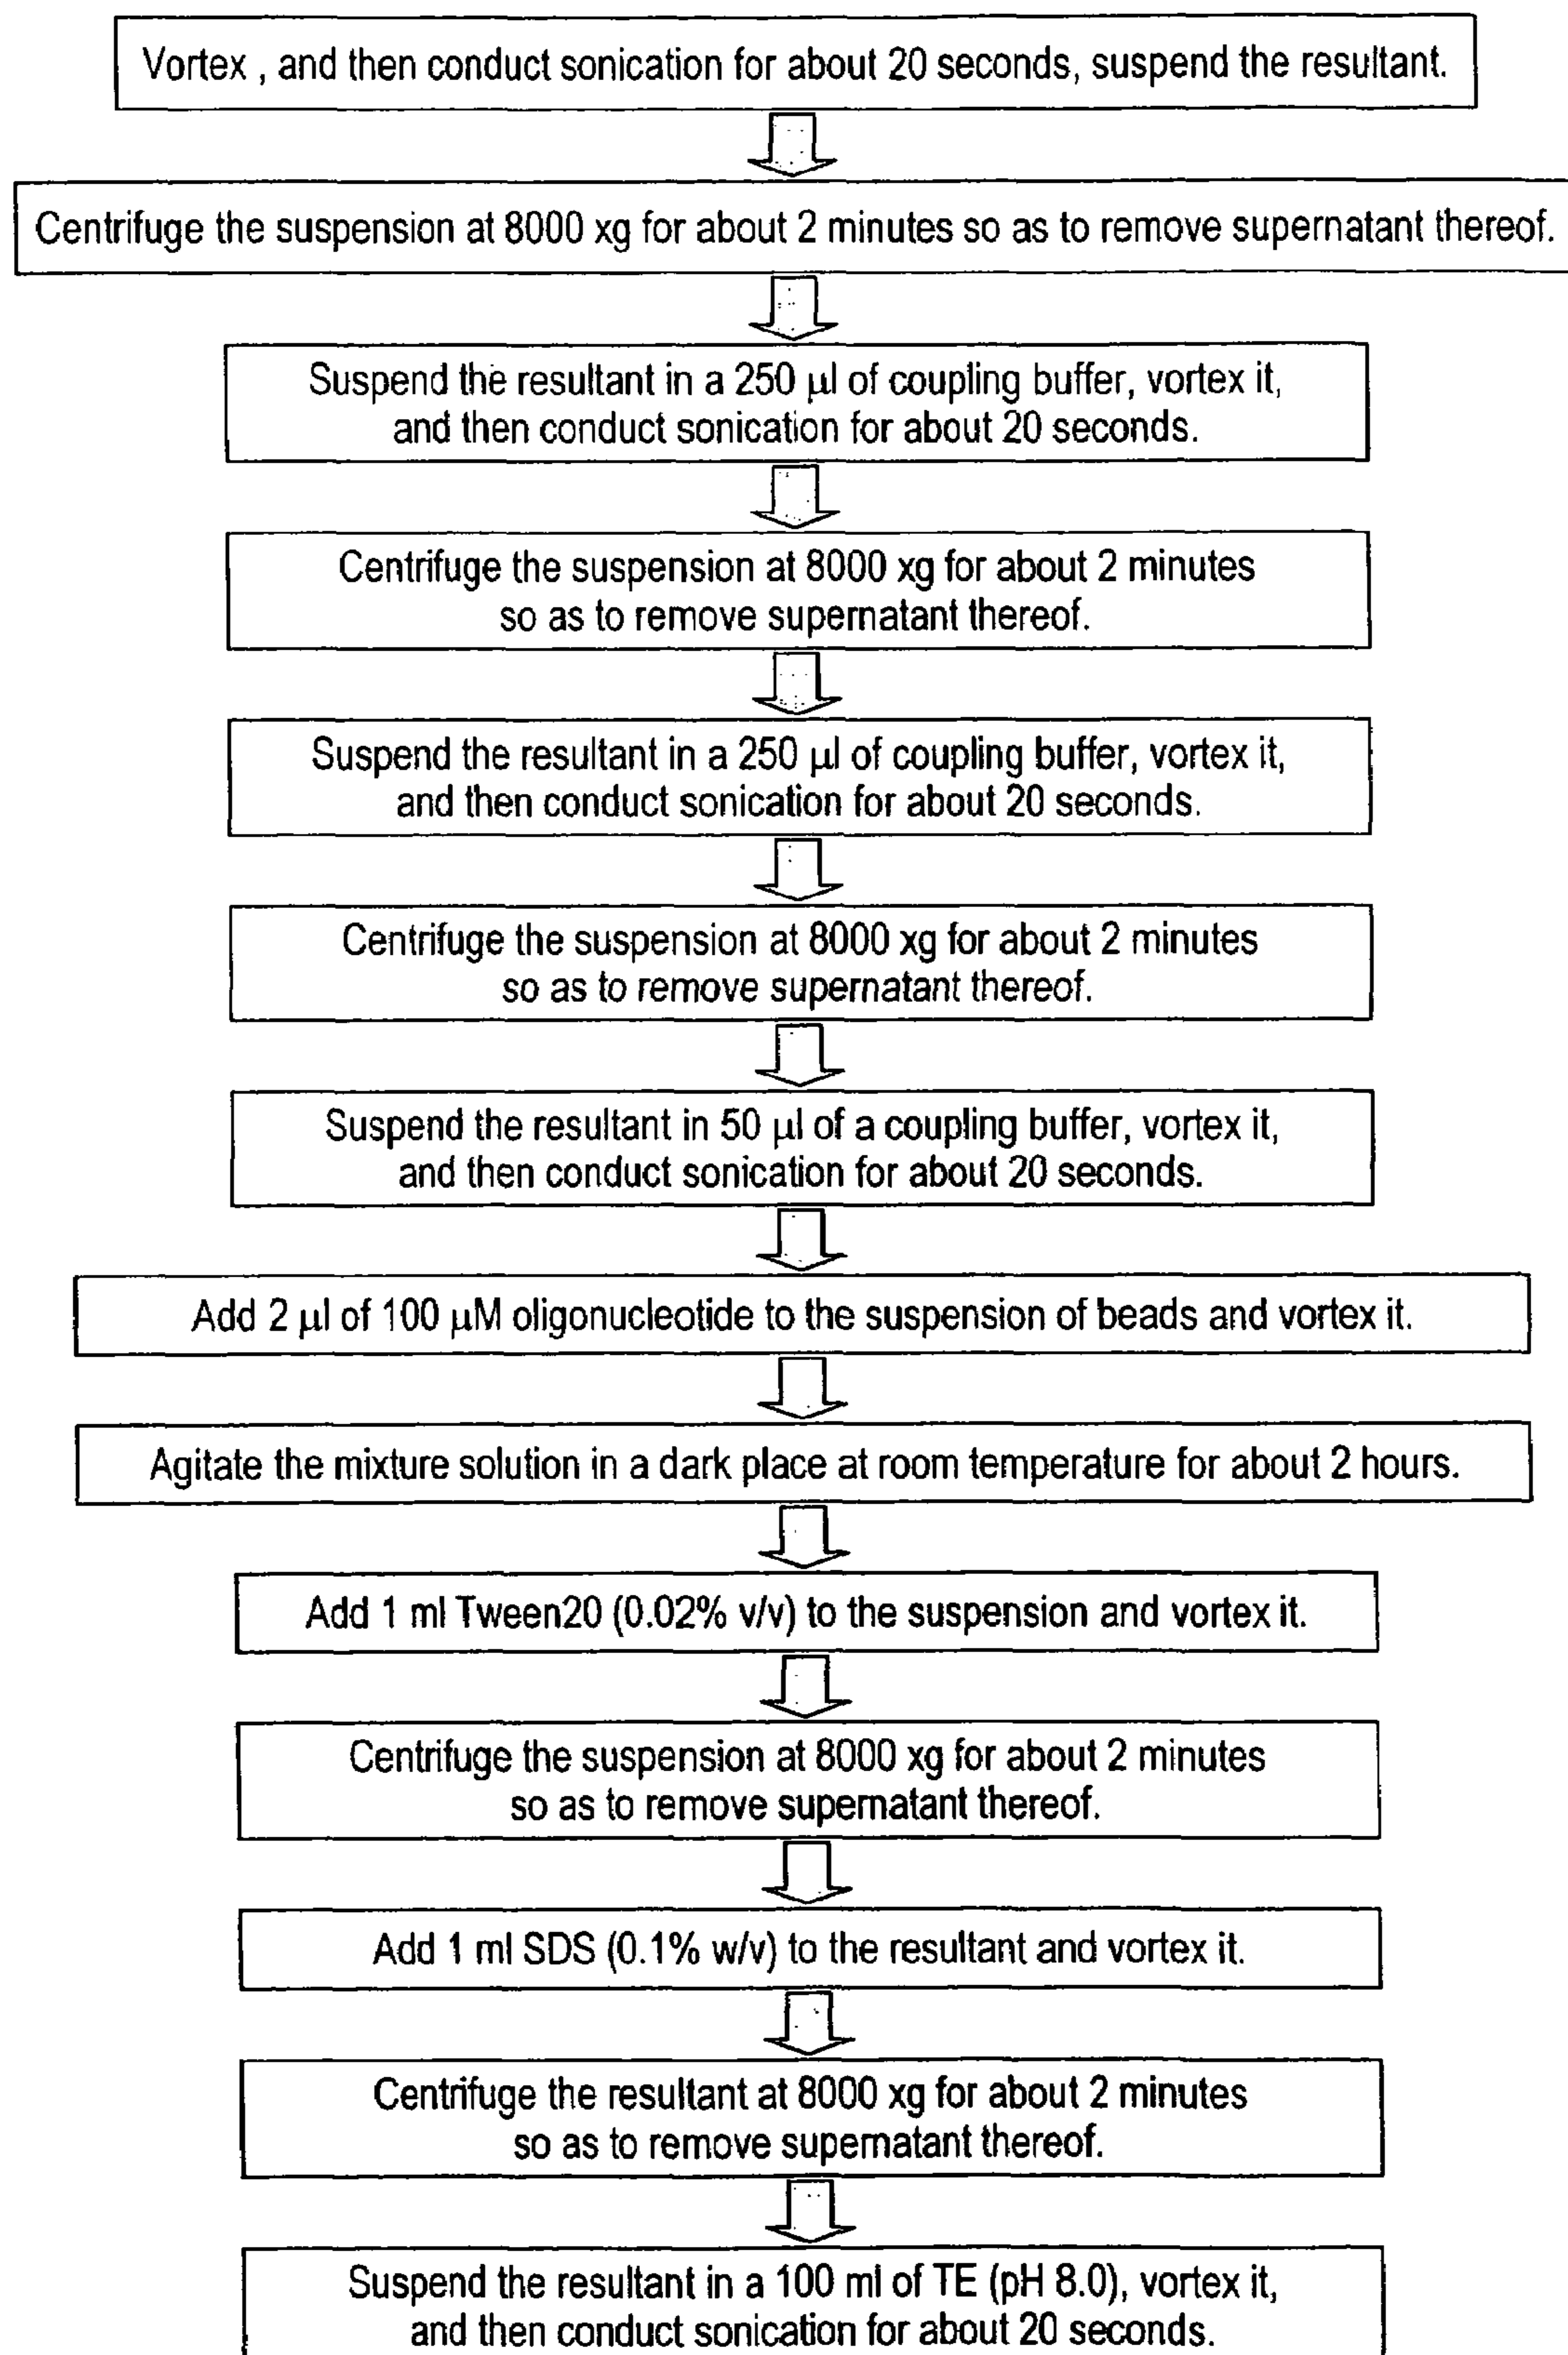 Vortex , and then conduct sonication for about 20 seconds, suspend the resultant.
Centrifuge the suspension at 8000 xg for about 2 minutes so as to remove supernatant thereof.
Suspend the resultant in a 250 µl of coupling buffer, vortex it,
and then conduct sonication for about 20 seconds.
Centrifuge the suspension at 8000 xg for about 2 minutes
so as to remove supernatant thereof.
Suspend the resultant in a 250 µl of coupling buffer, vortex it,
and then conduct sonication for about 20 seconds.
Centrifuge the suspension at 8000 xg for about 2 minutes
so as to remove supernatant thereof.
Suspend the resultant in 50 µl of a coupling buffer, vortex it,
and then conduct sonication for about 20 seconds.
Add 2 µl of 100 µM oligonucleotide to the suspension of beads and vortex it.
Agitate the mixture solution in a dark place at room temperature for about 2 hours.
Add 1 ml Tween20 (0.02% v/v) to the suspension and vortex it.
Centrifuge the suspension at 8000 xg for about 2 minutes
so as to remove supernatant thereof.
Add 1 ml SDS (0.1% w/v) to the resultant and vortex it.
Centrifuge the resultant at 8000 xg for about 2 minutes
so as to remove supernatant thereof.
Suspend the resultant in a 100 ml of TE (pH 8.0), vortex it,
and then conduct sonication for about 20 seconds.